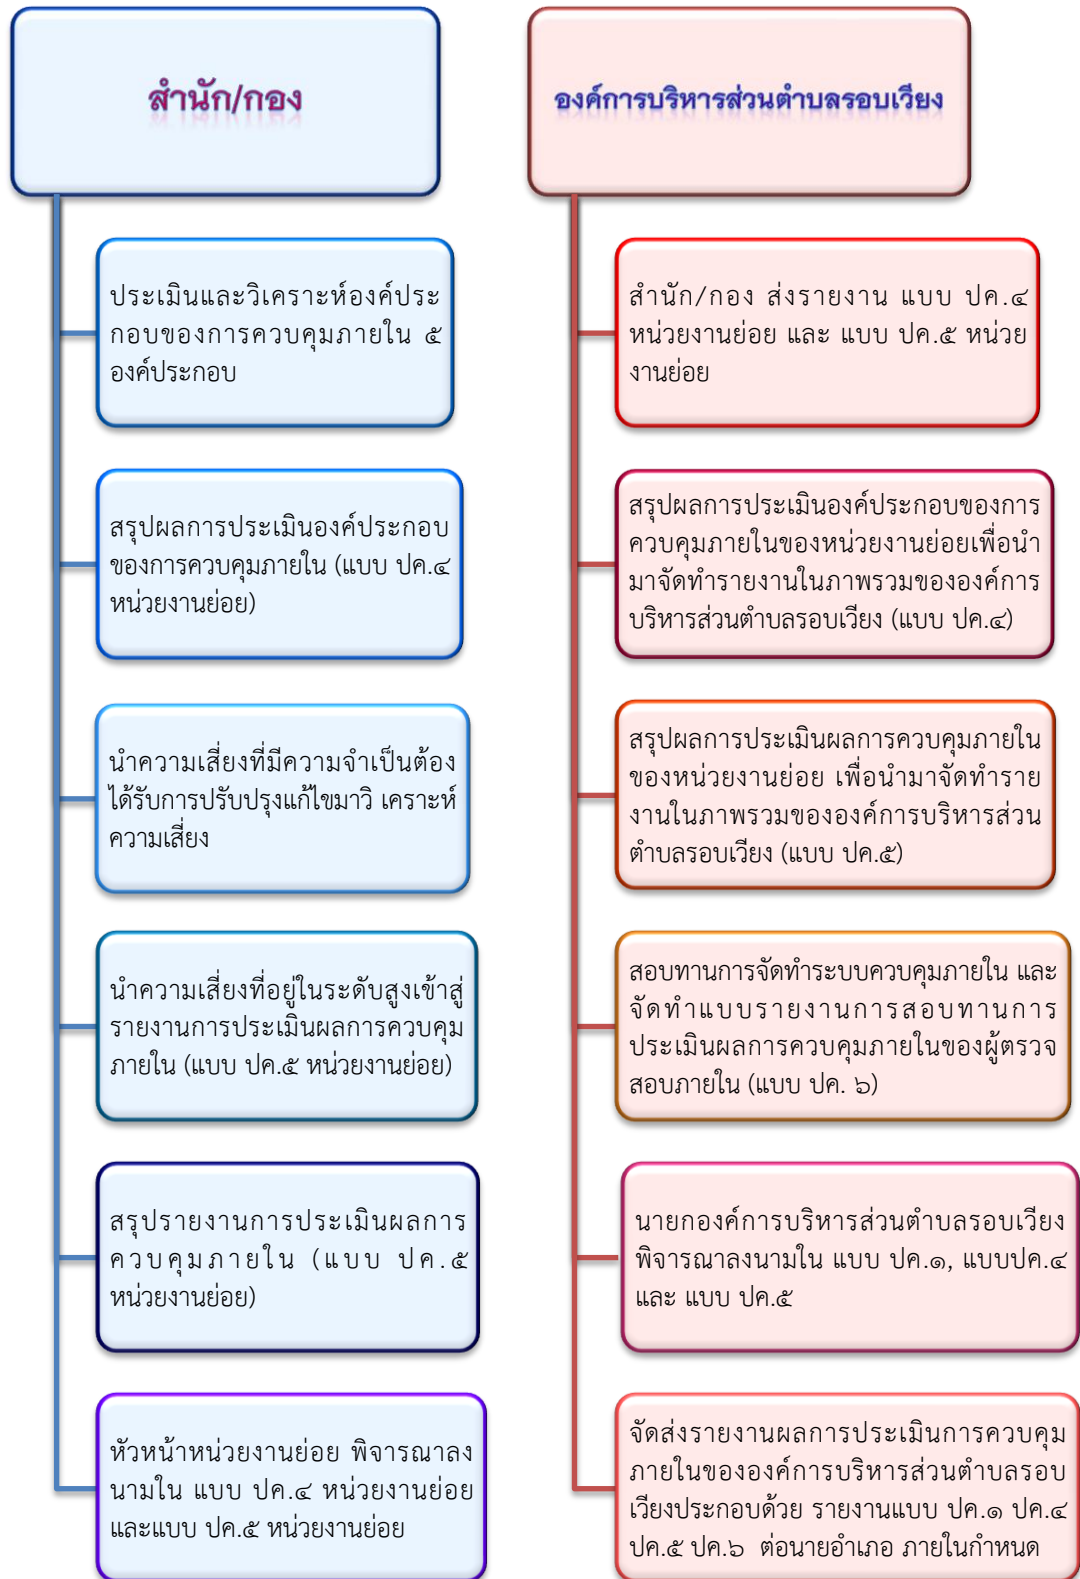 สำนัก/กอง
ประเมินและวิเคราะห์องค์ประ
กอบของการควบคุมภายใน ๕
องค์ประกอบ
สรุปผลการประเมินองค์ประกอบ
ของการควบคุมภายใน (แบบ ปค.๔
หน่วยงานย่อย)
นำความเสี่ยงที่มีความจำเป็นต้อง
ได้รับการปรับปรุงแก้ไขมาวิ เคราะห์
ความเสี่ยง
นำความเสี่ยงที่อยู่ในระดับสูงเข้าสู่
รายงานการประเมินผลการควบคุม
ภายใน (แบบ ปค.๕ หน่วยงานย่อย)
สรุปรายงานการประเมินผลการ
ควบคุมภายใน (แบบ ปค.๕
หน่วยงานย่อย)
หัวหน้าหน่วยงานย่อย พิจารณาลง
นามใน แบบ ปค.๔ หน่วยงานย่อย
และแบบ ปค.๕ หน่วยงานย่อย
องค์การบริหารส่วนตำบลรอบเวียง
สำนัก/กอง ส่งรายงาน แบบ ปค.๔
หน่วยงานย่อย และ แบบ ปค.๕ หน่วย
งานย่อย
สรุปผลการประเมินองค์ประกอบของการ
ควบคุมภายในของหน่วยงานย่อยเพื่อนำ
มาจัดทำรายงานในภาพรวมขององค์การ
บริหารส่วนตำบลรอบเวียง (แบบ ปค.๔)
สรุปผลการประเมินผลการควบคุมภายใน
ของหน่วยงานย่อย เพื่อนำมาจัดทำราย
งานในภาพรวมขององค์การบริหารส่วน
ตำบลรอบเวียง (แบบ ปค.๕)
สอบทานการจัดทำระบบควบคุมภายใน และ
จัดทำแบบรายงานการสอบทานการ
ประเมินผลการควบคุมภายในของผู้ตรวจ
สอบภายใน (แบบ ปค. ๖)
นายกองค์การบริหารส่วนตำบลรอบเวียง
พิจารณาลงนามใน แบบ ปค.๑, แบบปค.๔
และ แบบ ปค.๕
จัดส่งรายงานผลการประเมินการควบคุม
ภายในขององค์การบริหารส่วนตำบลรอบ
เวียงประกอบด้วย รายงานแบบ ปค.๑ ปค.๔
ปค.๕ ปค.๖ ต่อนายอำเภอ ภายในกำหนด